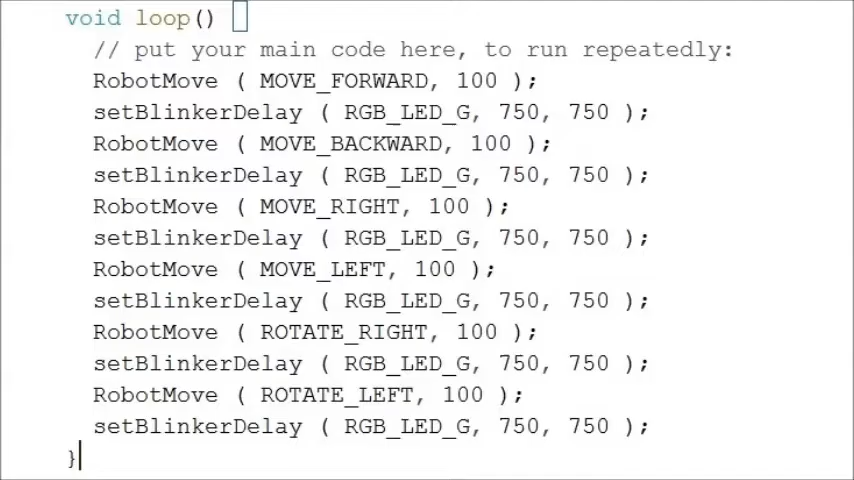 void loop() {
// put your main code here, to run repeatedly:
RobotMove ( MOVE_FORWARD, 100 );
setBlinkerDelay ( RGB_LED_G, 750, 750 );
RobotMove ( MOVE_BACKWARD, 100 );
setBlinkerDelay ( RGB_LED_G, 750, 750 );
RobotMove ( MOVE_RIGHT, 100 );
setBlinkerDelay ( RGB_LED_G, 750, 750 );
RobotMove ( MOVE_LEFT, 100 );
setBlinkerDelay ( RGB_LED_G, 750, 750 );
RobotMove ( ROTATE_RIGHT, 100 );
setBlinkerDelay ( RGB_LED_G, 750, 750 );
RobotMove ( ROTATE_LEFT, 100 );
setBlinkerDelay ( RGB_LED_G, 750, 750 );
}